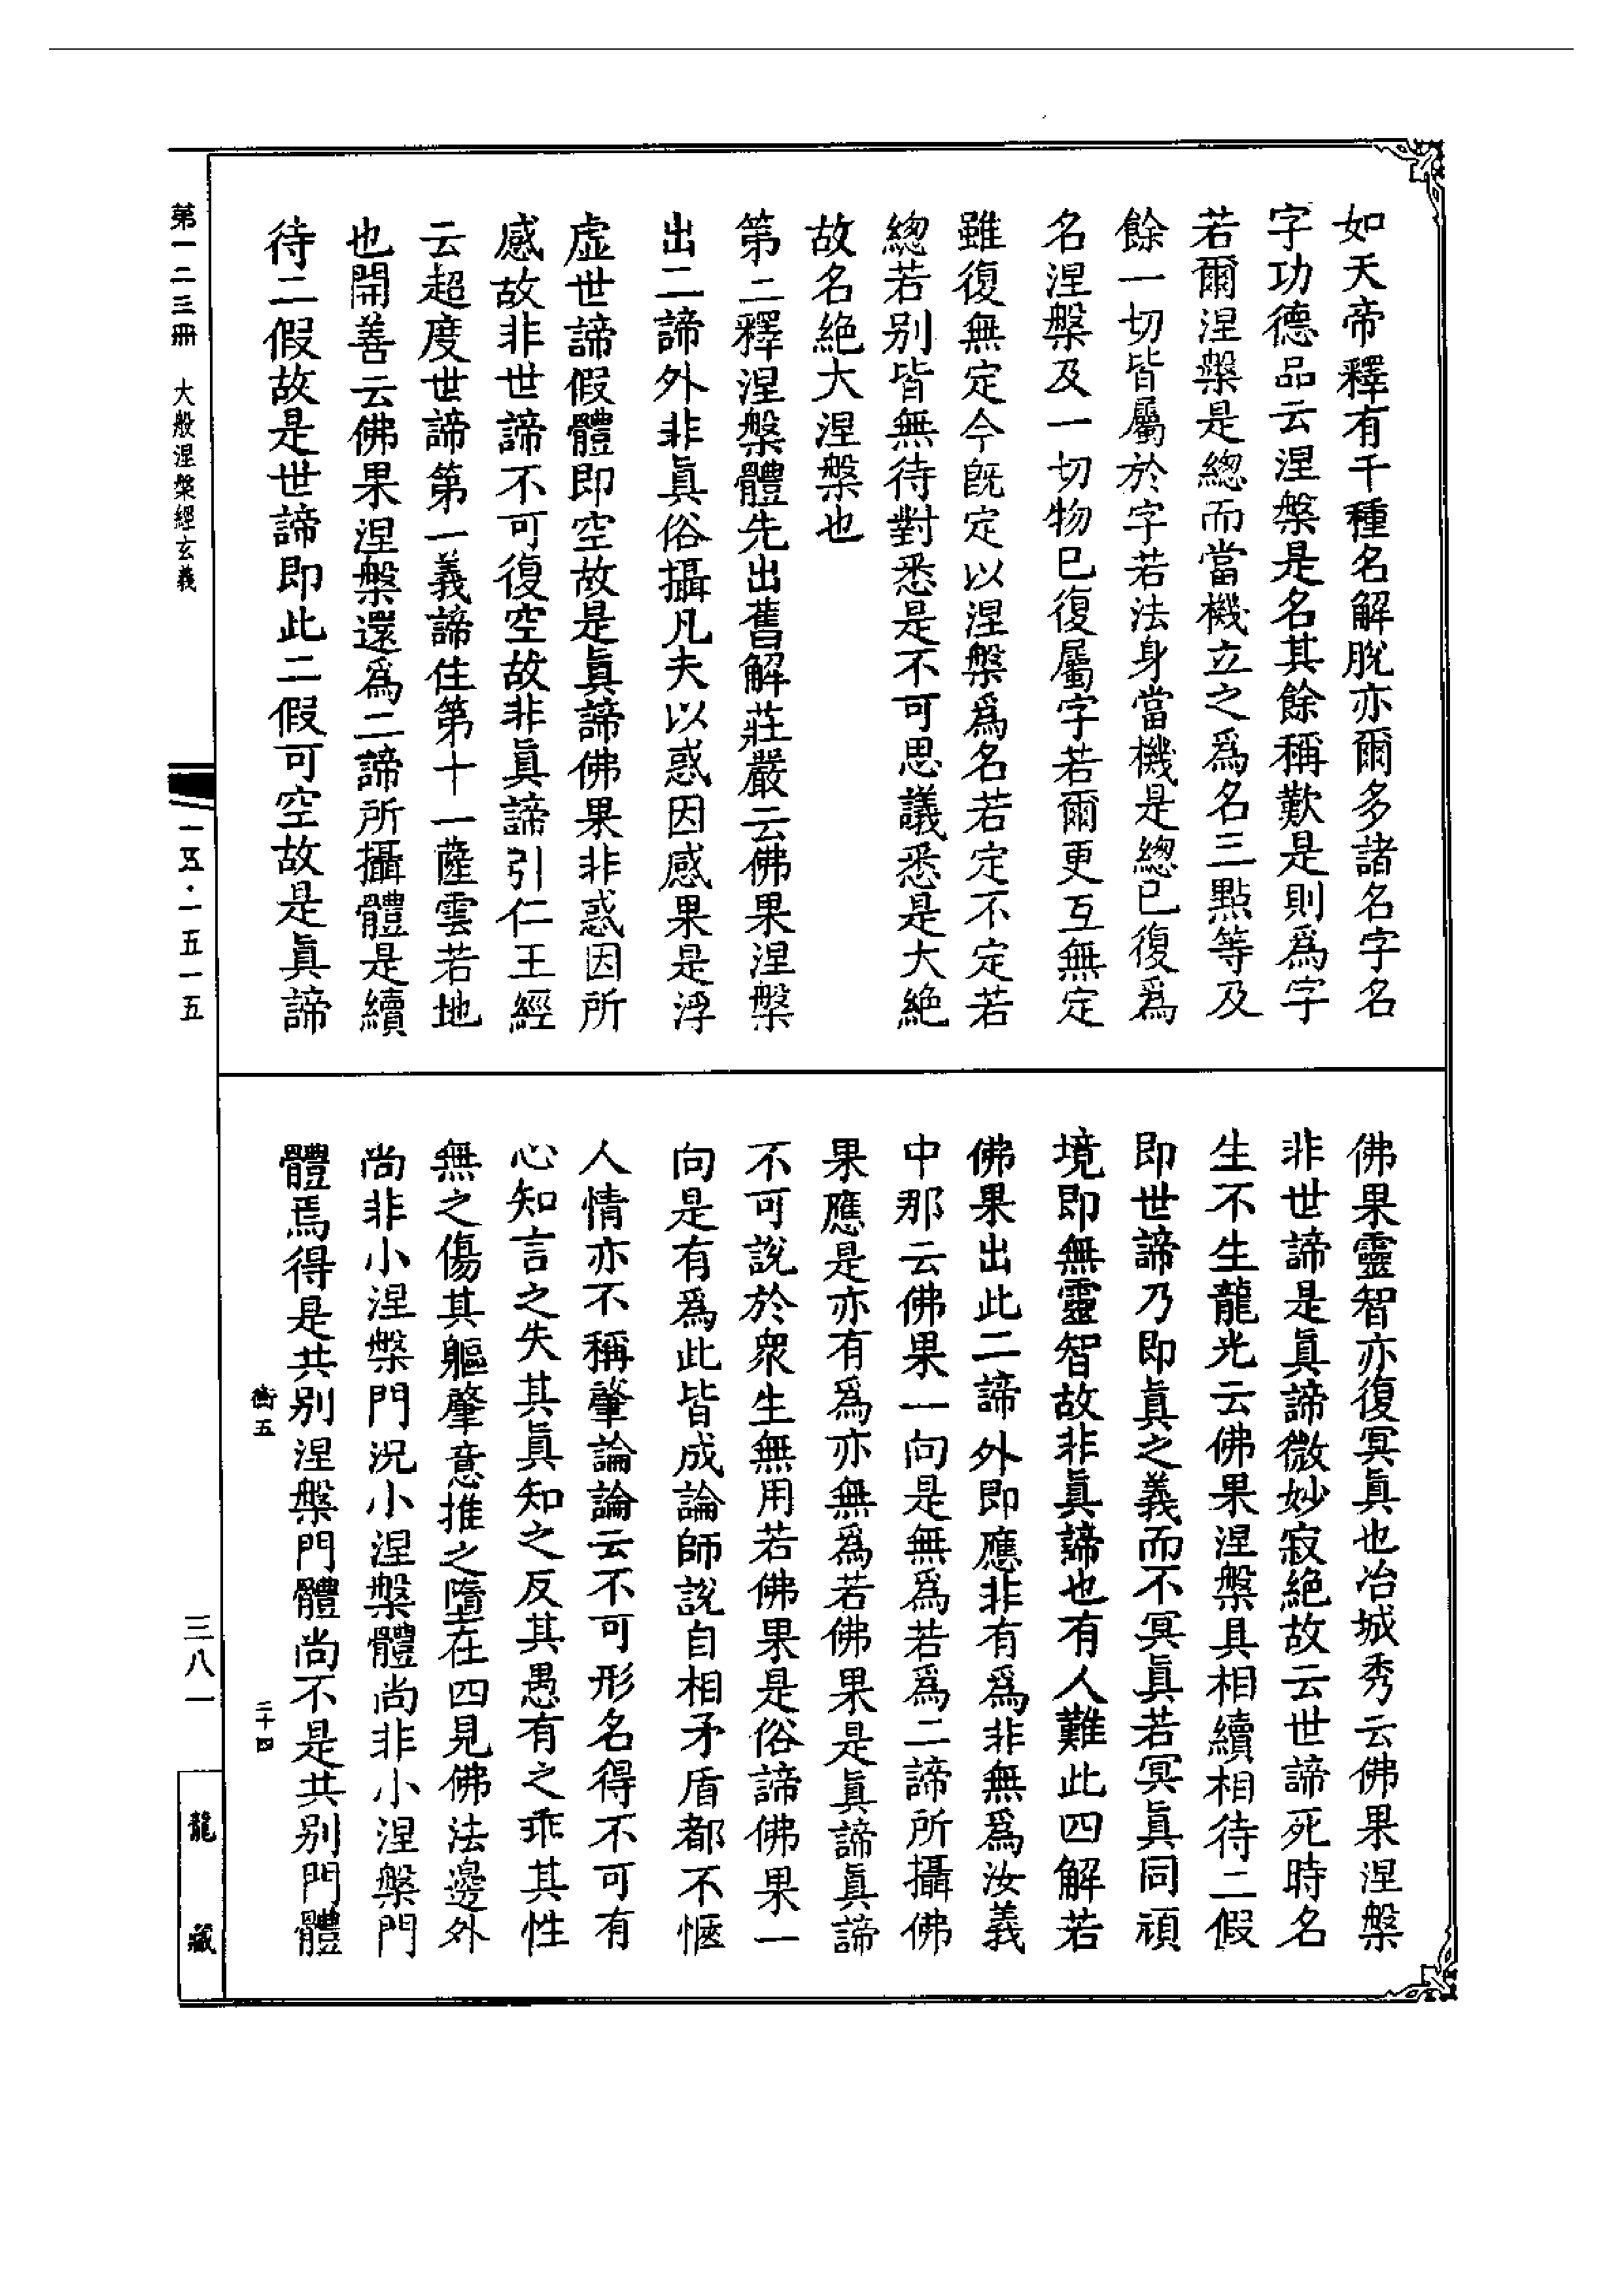 如天帝釋有千種名解脫亦爾多諸名字名
字功德品云涅槃是名其餘稱歎是則爲字
若爾涅槃是總而當機立之爲名三點等及
餘一切皆屬於字若法身當機是總已復爲
名涅槃及一切物已復屬字若爾更互無定
雖復無定今旣定以涅槃爲名若定不定若
總若别皆無待對悉是不可思議悉是大絶
故名絶大涅槃也
第二釋涅槃體先出舊解莊嚴云佛果涅槃
出二諦外非眞俗攝凡夫以惑因感果是浮
虛世諦假體即空故是眞諦佛果非惑因所
感故非世諦不可復空故非眞諦引仁王經
云超度世諦第一義諦住第十一薩雲若地
也開善云佛果涅槃還爲二諦所攝體是續
待二假故是世諦即此二假可空故是眞諦
佛果靈智亦復冥眞也冶城秀云佛果涅槃
非世諦是眞諦微妙寂絶故云世諦死時名
生不生龍光云佛果涅槃具相續相待二假
即世諦乃即眞之義而不冥眞若冥眞同頑
境即無靈智故非眞諦也有人難此四解若
佛果出此二諦外即應非有爲非無爲汝義
中那云佛果一向是無爲若爲二諦所攝佛
果應是亦有爲亦無爲若佛果是眞諦眞諦
不可說於衆生無用若佛果是俗諦佛果一
向是有爲此皆成論師說自相矛盾都不愜
人情亦不稱肇論論云不可形名得不可有
心知言之失其眞知之反其愚有之乖其性
無之傷其軀肇意推之墮在四見佛法邊外
尚非小涅槃門況小涅槃體尚非小涅槃門
體焉得是共别涅槃門體尚不是共别門體
衡五
二十四
第一二三冊　大般涅槃經玄義
一五·一五一五
三八一
龍藏